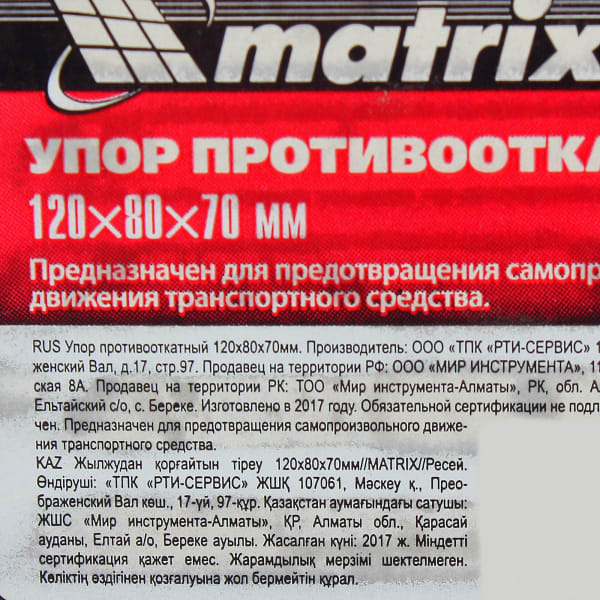 matrix
УПОР ПРОТИВООТКА
120×80×70 ММ
Предназначен для предотвращения самопр
движения транспортного средства.
RUS Упор противооткатный 120х80х70мм. Производитель: ООО «ТПК «РТИ-СЕРВИС» 1
женский Вал, д.17, стр.97. Продавец на территории РФ: ООО «МИР ИНСТРУМЕНТА», 11
ская 8А. Продавец на территории РК: ТОО «Мир инструмента-Алматы», РК, обл. А
Ельтайский с/о, с. Береке. Изготовлено в 2017 году. Обязательной сертификации не подл
чен. Предназначен для предотвращения самопроизвольного движе-
ния транспортного средства.
KAZ Жылжудан қорғайтын тіреу 120х80х70мм//MATRIX//Ресей.
Өндіруші: «ТПК «РТИ-СЕРВИС» ЖШҚ 107061, Мәскеу қ., Прео-
браженский Вал көш., 17-үй, 97-құр. Қазақстан аумағындағы сатушы:
ЖШС «Мир инструмента-Алматы», ҚР, Алматы обл., Қарасай
ауданы, Елтай а/о, Береке ауылы. Жасалған күні: 2017 ж. Міндетті
сертификация қажет емес. Жарамдылық мерзімі шектелмеген.
Көліктің өздігінен қозғалуына жол бермейтін құрал.